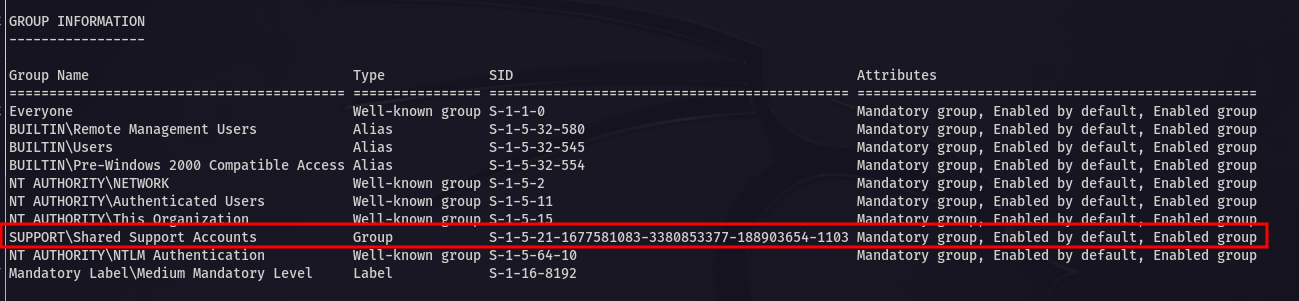 GROUP INFORMATION
-----------------
Group Name Type SID Attributes
========================================== ================ ============================================= ==================================================
Everyone Well-known group S-1-1-0 Mandatory group, Enabled by default, Enabled group
BUILTIN\Remote Management Users Alias S-1-5-32-580 Mandatory group, Enabled by default, Enabled group
BUILTIN\Users Alias S-1-5-32-545 Mandatory group, Enabled by default, Enabled group
BUILTIN\Pre-Windows 2000 Compatible Access Alias S-1-5-32-554 Mandatory group, Enabled by default, Enabled group
NT AUTHORITY\NETWORK Well-known group S-1-5-2 Mandatory group, Enabled by default, Enabled group
NT AUTHORITY\Authenticated Users Well-known group S-1-5-11 Mandatory group, Enabled by default, Enabled group
NT AUTHORITY\This Organization Well-known group S-1-5-15 Mandatory group, Enabled by default, Enabled group
SUPPORT\Shared Support Accounts Group S-1-5-21-1677581083-3380853377-188903654-1103 Mandatory group, Enabled by default, Enabled group
NT AUTHORITY\NTLM Authentication Well-known group S-1-5-64-10 Mandatory group, Enabled by default, Enabled group
Mandatory Label\Medium Mandatory Level Label S-1-16-8192